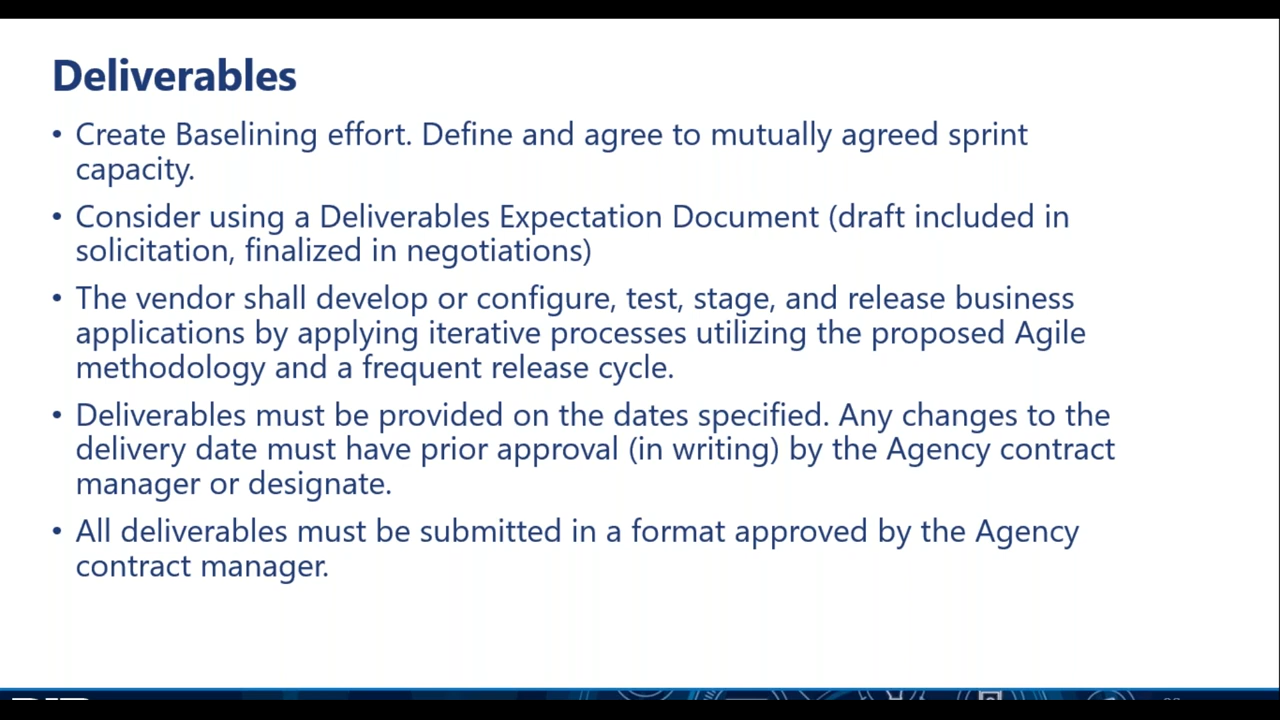 Deliverables
• Create Baselining effort. Define and agree to mutually agreed sprint
capacity.
• Consider using a Deliverables Expectation Document (draft included in
solicitation, finalized in negotiations)
• The vendor shall develop or configure, test, stage, and release business
applications by applying iterative processes utilizing the proposed Agile
methodology and a frequent release cycle.
• Deliverables must be provided on the dates specified. Any changes to the
delivery date must have prior approval (in writing) by the Agency contract
manager or designate.
• All deliverables must be submitted in a format approved by the Agency
contract manager.